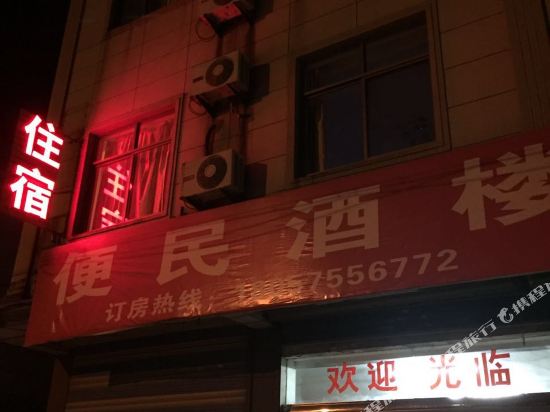 住宿
便民酒楼
订房热线：
7556772
欢迎 光临
携程旅行